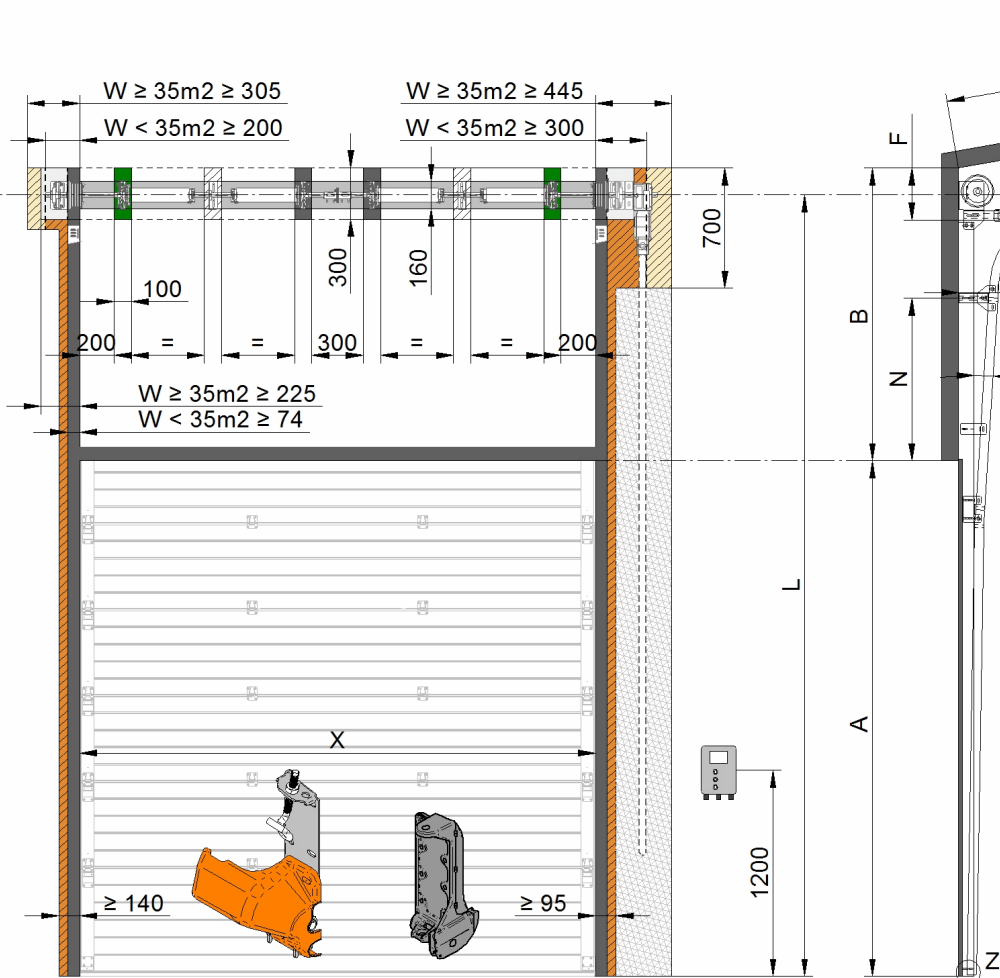 W ≥ 35m2 ≥ 305
W ≥ 35m2 ≥ 445
W < 35m2 ≥ 200
W < 35m2 ≥ 300
F
700
300
160
100
B
200
=
=
300
=
=
200
N
W ≥ 35m2 ≥ 225
W < 35m2 ≥ 74
L
A
X
1200
≥ 140
≥ 95
Z